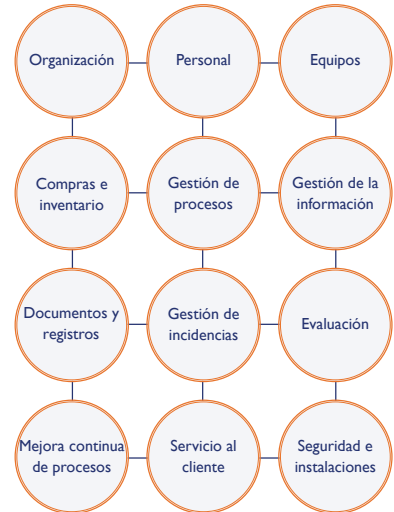 Organización
Personal
Equipos
Compras e
inventario
Gestión de
procesos
Gestión de la
información
Documentos y
registros
Gestión de
incidencias
Evaluación
Mejora continua
de procesos
Servicio al
cliente
Seguridad e
instalaciones